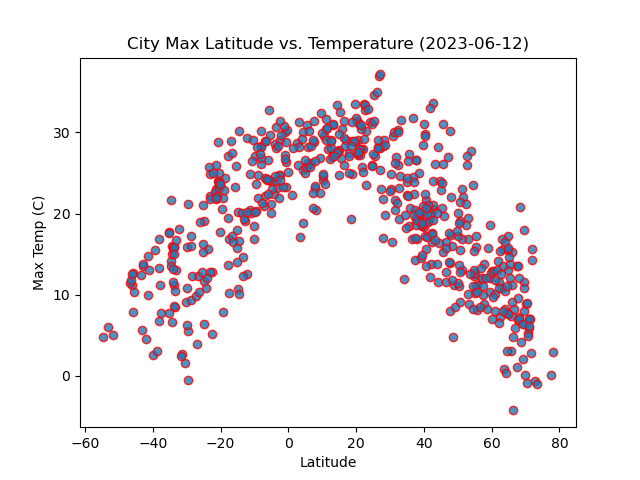 City Max Latitude vs. Temperature (2023-06-12)
Max Temp (C)
30
20
10
0
−60 −40 −20 0 20 40 60 80
Latitude